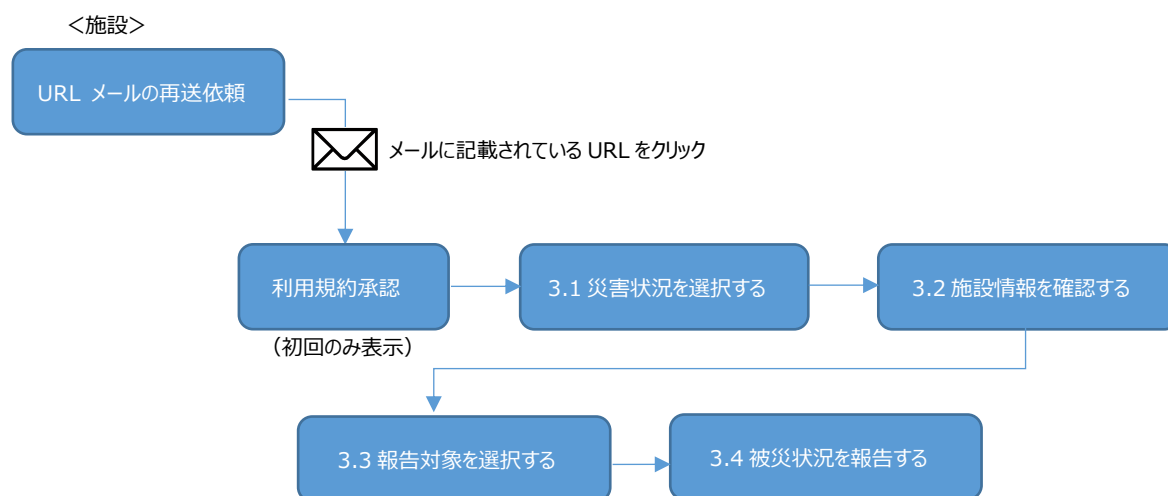 ＜施設＞
URL メールの再送依頼
メールに記載されている URL をクリック
利用規約承認
3.1 災害状況を選択する
3.2 施設情報を確認する
（初回のみ表示）
3.3 報告対象を選択する
3.4 被災状況を報告する